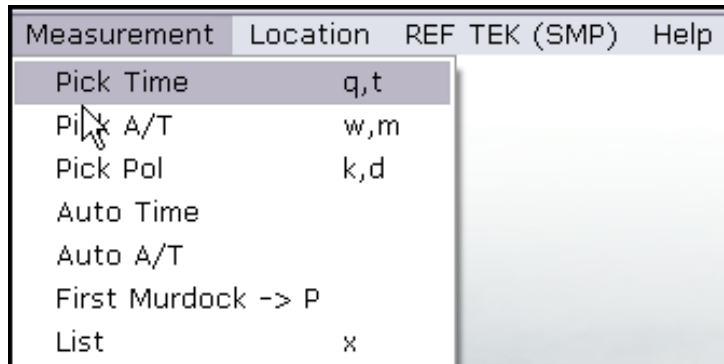 Measurement Location REF TEK (SMP) Help
Pick Time q,t
Pick A/T w,m
Pick Pol k,d
Auto Time
Auto A/T
First Murdock -> P
List x